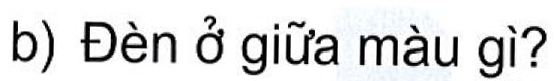 b) Đèn ở giữa màu gì?